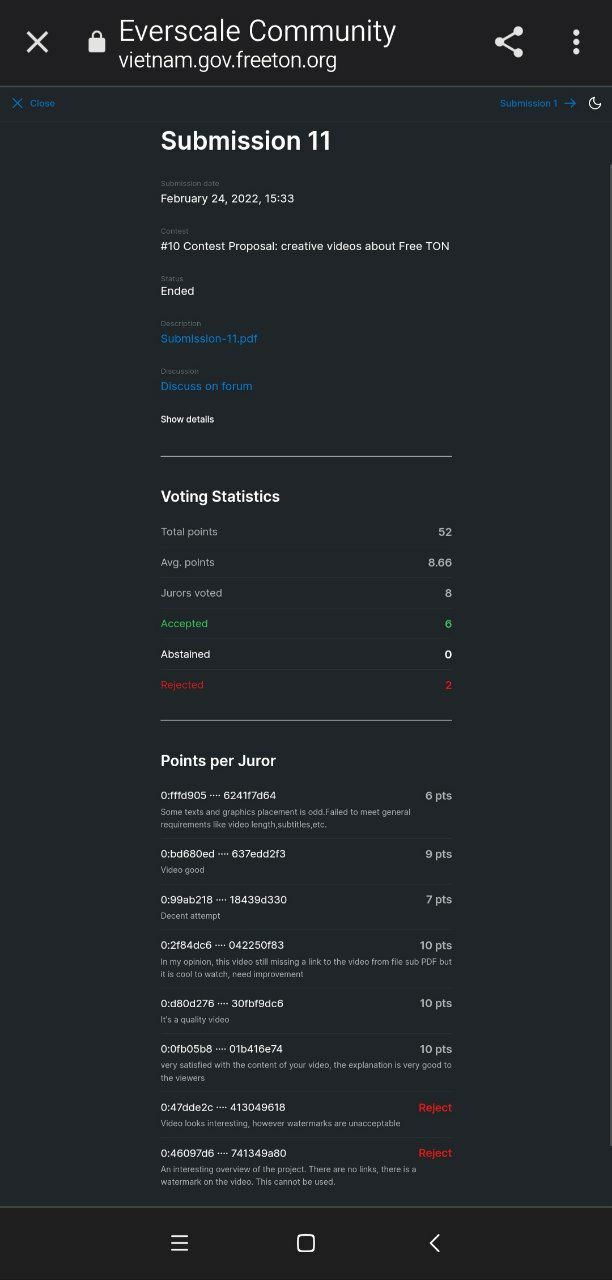 Everscale Community
vietnam.gov.freeton.org
Close
Submission 1
Submission 11
Submission date
February 24, 2022, 15:33
Contest
#10 Contest Proposal: creative videos about Free TON
Status
Ended
Description
Submission-11.pdf
Discussion
Discuss on forum
Show details
Voting Statistics
Total points 52
Avg. points 8.66
Jurors voted 8
Accepted 6
Abstained 0
Rejected 2
Points per Juror
0:fffd905 ···· 6241f7d64 6 pts
Some texts and graphics placement is odd.Failed to meet general
requirements like video length,subtitles,etc.
0:bd680ed ···· 637edd2f3 9 pts
Video good
0:99ab218 ···· 18439d330 7 pts
Decent attempt
0:2f84dc6 ···· 042250f83 10 pts
In my opinion, this video still missing a link to the video from file sub PDF but
it is cool to watch, need improvement
0:d80d276 ···· 30fbf9dc6 10 pts
It's a quality video
0:0fb05b8 ···· 01b416e74 10 pts
very satisfied with the content of your video, the explanation is very good to
the viewers
0:47dde2c ···· 413049618 Reject
Video looks interesting, however watermarks are unacceptable
0:46097d6 ···· 741349a80 Reject
An interesting overview of the project. There are no links, there is a
watermark on the video. This cannot be used.